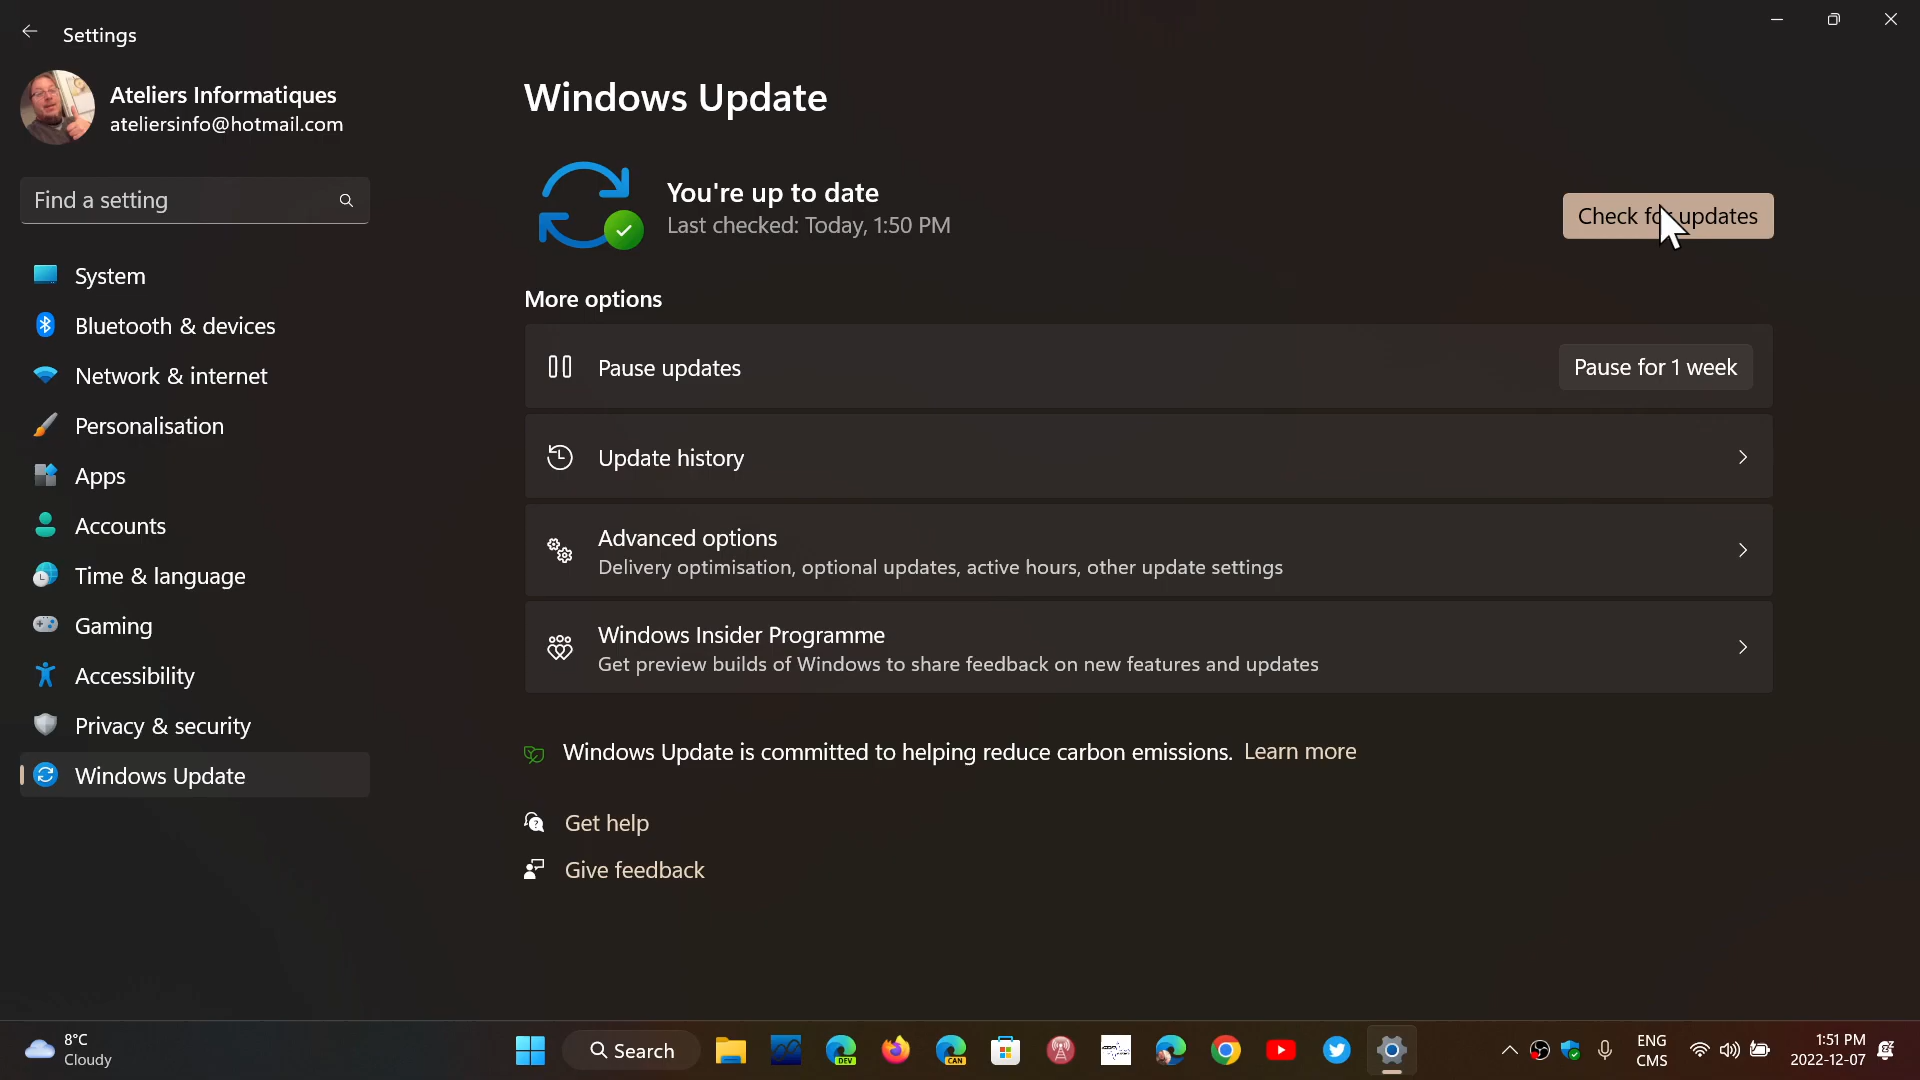 Settings
Ateliers Informatiques
ateliersinfo@hotmail.com
Find a setting
System
Bluetooth & devices
Network & internet
Personalisation
Apps
Accounts
Time & language
Gaming
Accessibility
Privacy & security
Windows Update
Windows Update
You're up to date
Last checked: Today, 1:50 PM
Check for updates
More options
Pause updates
Pause for 1 week
Update history
Advanced options
Delivery optimisation, optional updates, active hours, other update settings
Windows Insider Programme
Get preview builds of Windows to share feedback on new features and updates
Windows Update is committed to helping reduce carbon emissions. Learn more
Get help
Give feedback
8°C
Cloudy
Search
DEV
CAN
ENG
CMS
1:51 PM
2022-12-07